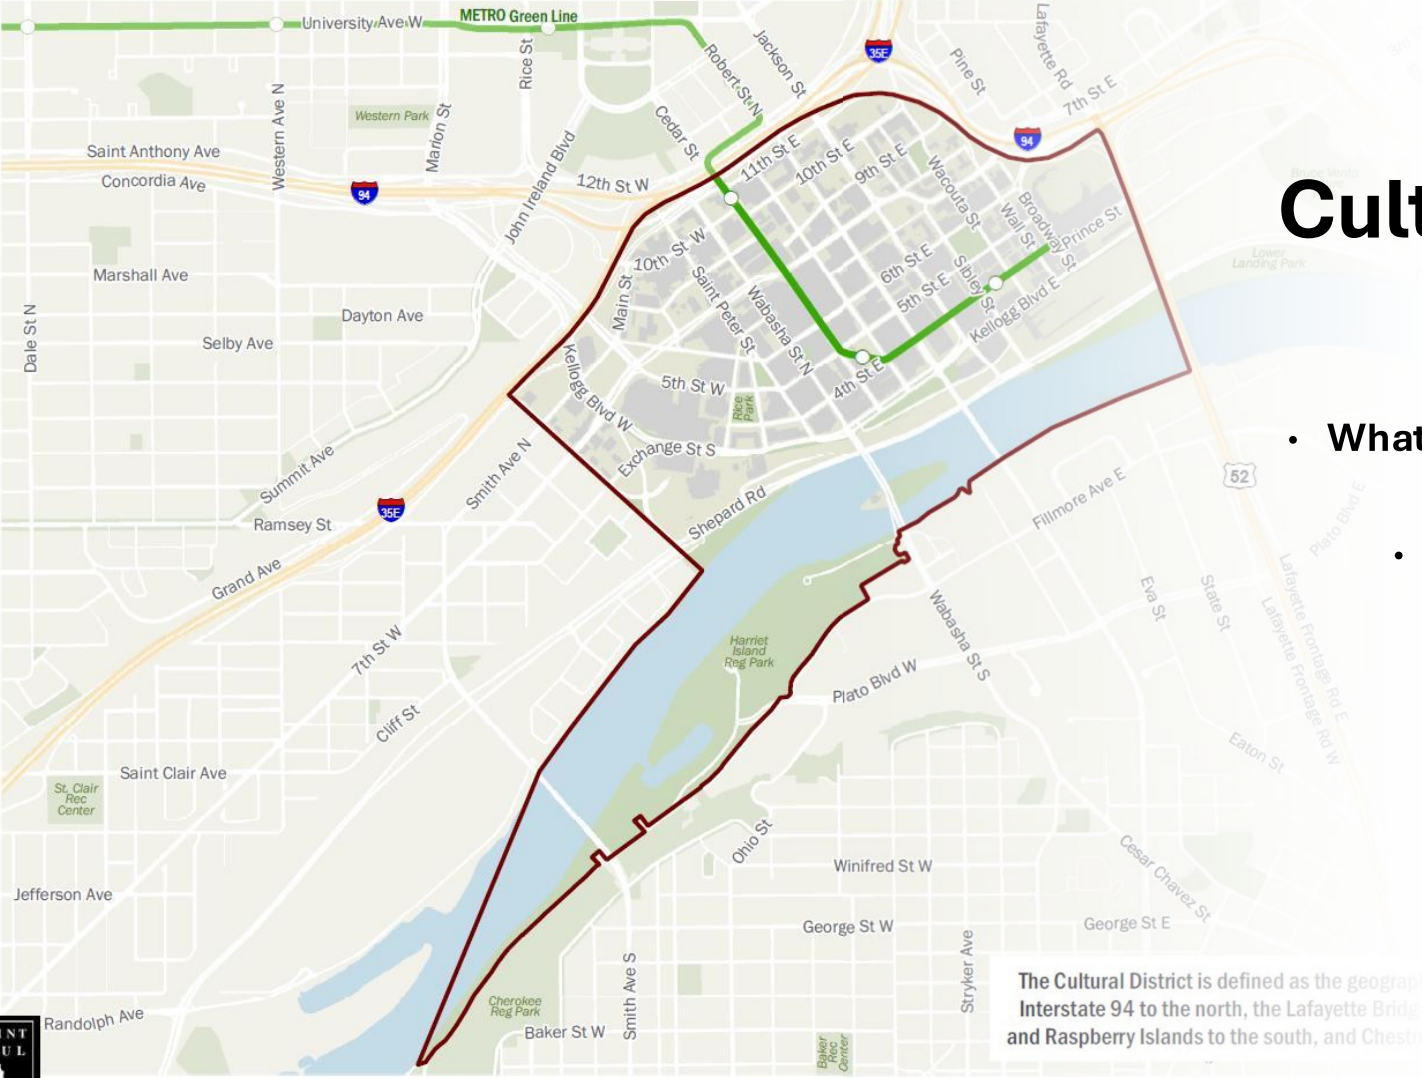 METRO Green Line
University Ave W
Rice St
Jackson St
Robert St N
35E
Lafayette Rd
Pine St
7th St E
Western Park
Western Ave N
Marion St
Cedar St
94
Saint Anthony Ave
Concordia Ave
94
John Ireland Blvd
12th St W
11th St E
10th St E
9th St E
Wacouta St
Broadway St
Wall St
Prince St
Bruce Vento
Cult
10th St W
Main St
Saint Peter St
Wabasha St N
6th St E
5th St E
Sibley St
Kellogg Blvd E
Lower
Landing Park
Marshall Ave
Dale St N
Dayton Ave
Selby Ave
Kellogg Blvd W
5th St W
Rice
Park
4th St E
• What
Exchange St S
Smith Ave N
Summit Ave
Shepard Rd
Fillmore Ave E
52
Plato Blvd E
35E
Ramsey St
Grand Ave
•
Eva St
State St
Lafayette Frontage Rd E
Lafayette Frontage Rd W
Wabasha St S
Harriet
Island
Reg Park
7th St W
Plato Blvd W
Cliff St
Eaton St
Saint Clair Ave
St. Clair
Rec
Center
Ohio St
Winifred St W
Cesar Chavez St
Jefferson Ave
George St W
George St E
Smith Ave S
Stryker Ave
Cherokee
Reg Park
Randolph Ave
Baker St W
Baker
Rec
Center
INT
UL
The Cultural District is defined as the geograp
Interstate 94 to the north, the Lafayette Bridg
and Raspberry Islands to the south, and Chest